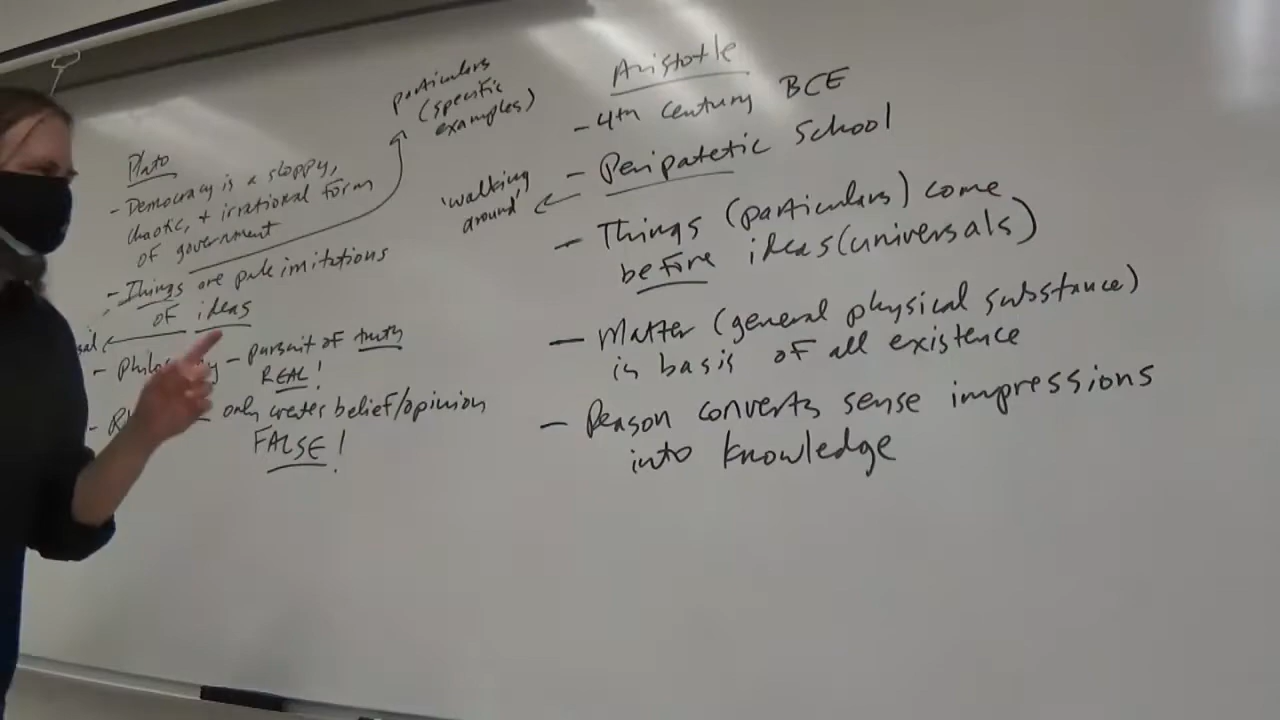 Plato
- Democracy is a sloppy,
chaotic, + irrational form
of government
- Things are pale imitations
of ideas
- pursuit of truth
REAL!
only creates belief/opinion
FALSE!
particulars
(specific
examples)
Aristotle
- 4th century BCE
- Peripatetic School
'walking
around'
- Things (particulars) come
before ideas (universals)
- Matter (general physical substance)
is basis of all existence
- Reason converts sense impressions
into knowledge